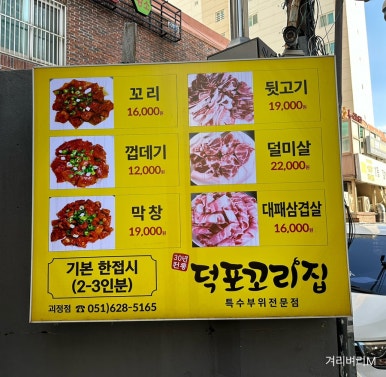 꼬리
16,000원
뒷고기
19,000원
껍데기
12,000원
덜미살
22,000원
막창
19,000원
대패삼겹살
16,000원
기본 한접시
(2-3인분)
30년
전통
덕포꼬리집
특수부위전문점
괴정점 ☎ 051)628-5165
겨리벼리M